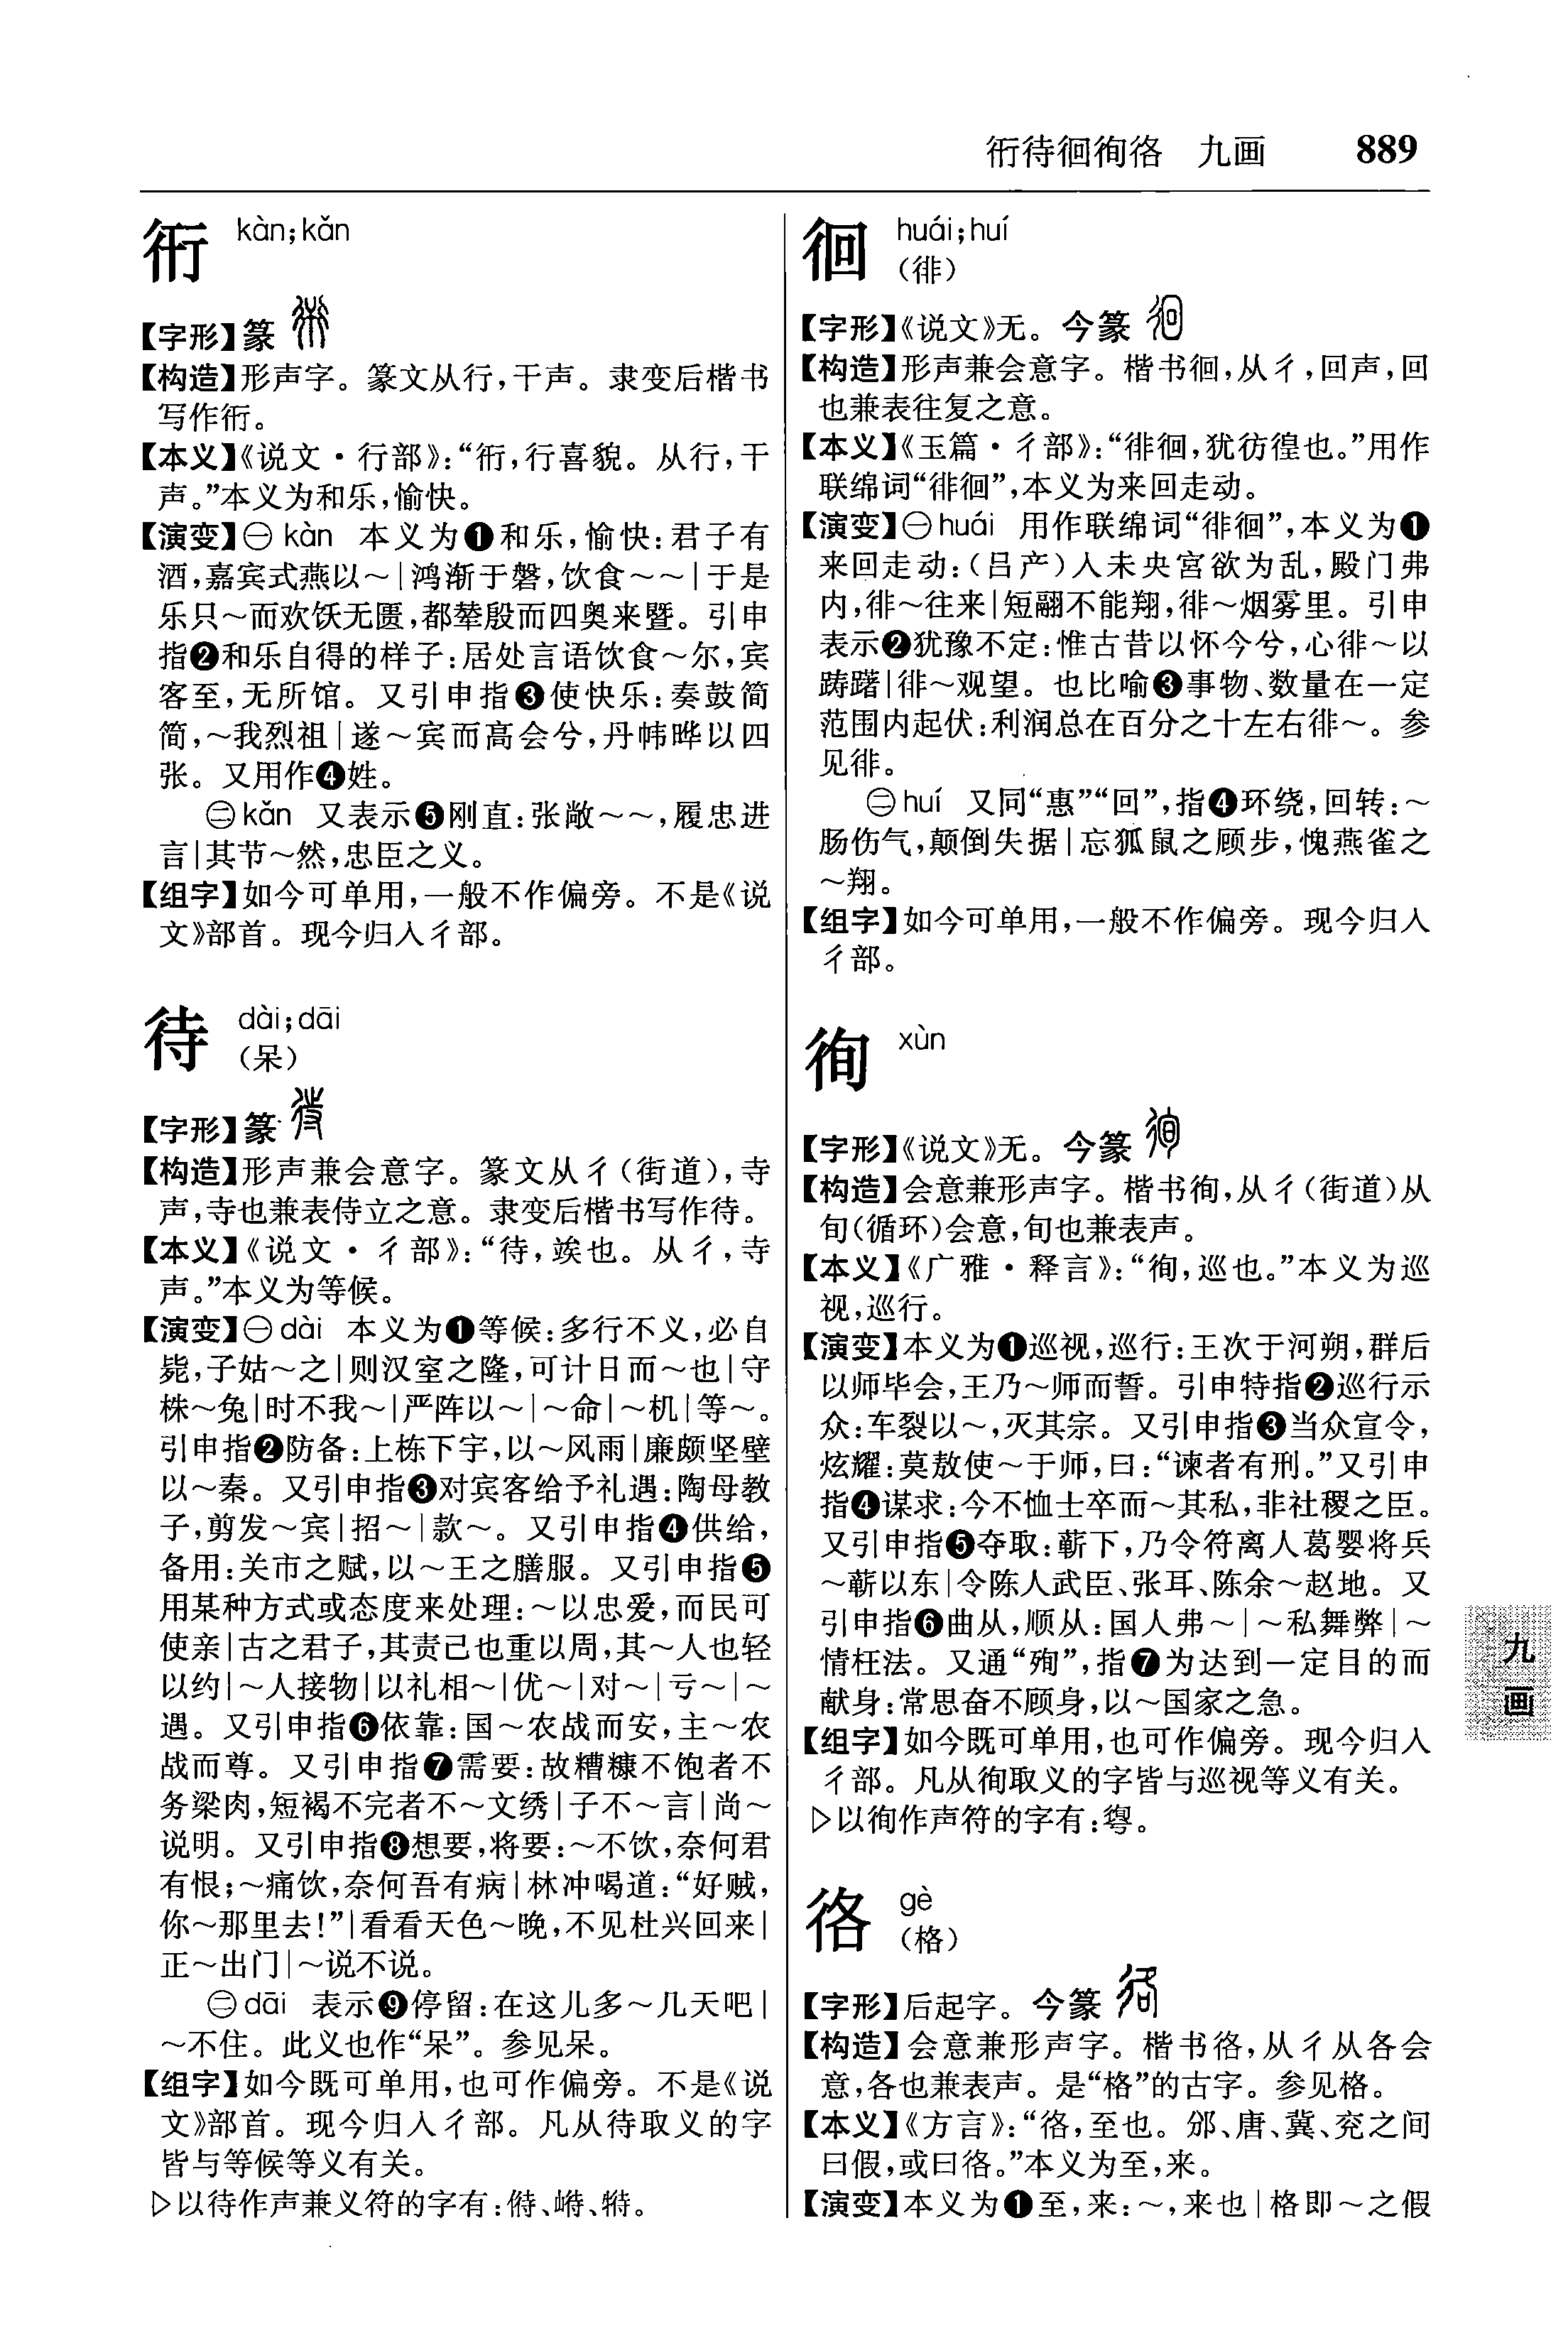 衎待徊徇㣟　九画　889
衎 kàn;kǎn
【字形】篆
【构造】形声字。篆文从行,干声。隶变后楷书
写作衎。
【本义】《说文·行部》:“衎,行喜貌。从行,干
声。”本义为和乐,愉快。
【演变】㊀kàn 本义为❶和乐,愉快:君子有
酒,嘉宾式燕以～|鸿渐于磐,饮食～～|于是
乐只～而欢饫无匮,都辇殷而四奥来暨。引申
指❷和乐自得的样子:居处言语饮食～尔,宾
客至,无所馆。又引申指❸使快乐:奏鼓简
简,～我烈祖|遂～宾而高会兮,丹帏晔以四
张。又用作❹姓。
㊁kǎn 又表示❺刚直:张敞～～,履忠进
言|其节～然,忠臣之义。
【组字】如今可单用,一般不作偏旁。不是《说
文》部首。现今归入彳部。
待 dài;dāi
(呆)
【字形】篆
【构造】形声兼会意字。篆文从彳(街道),寺
声,寺也兼表侍立之意。隶变后楷书写作待。
【本义】《说文·彳部》:“待,竢也。从彳,寺
声。”本义为等候。
【演变】㊀dài 本义为❶等候:多行不义,必自
毙,子姑～之|则汉室之隆,可计日而～也|守
株～兔|时不我～|严阵以～|～命|～机|等～。
引申指❷防备:上栋下宇,以～风雨|廉颇坚壁
以～秦。又引申指❸对宾客给予礼遇:陶母教
子,剪发～宾|招～|款～。又引申指❹供给,
备用:关市之赋,以～王之膳服。又引申指❺
用某种方式或态度来处理:～以忠爱,而民可
使亲|古之君子,其责己也重以周,其～人也轻
以约|～人接物|以礼相～|优～|对～|亏～|～
遇。又引申指❻依靠:国～农战而安,主～农
战而尊。又引申指❼需要:故糟糠不饱者不
务梁肉,短褐不完者不～文绣|子不～言|尚～
说明。又引申指❽想要,将要:～不饮,奈何君
有恨;～痛饮,奈何吾有病|林冲喝道:“好贼,
你～那里去!”|看看天色～晚,不见杜兴回来|
正～出门|～说不说。
㊁dāi 表示❾停留:在这儿多～几天吧|
～不住。此义也作“呆”。参见呆。
【组字】如今既可单用,也可作偏旁。不是《说
文》部首。现今归入彳部。凡从待取义的字
皆与等候等义有关。
▷以待作声兼义符的字有:偫、崻、𢔶。
徊 huái;huí
(徘)
【字形】《说文》无。今篆
【构造】形声兼会意字。楷书徊,从彳,回声,回
也兼表往复之意。
【本义】《玉篇·彳部》:“徘徊,犹彷徨也。”用作
联绵词“徘徊”,本义为来回走动。
【演变】㊀huái 用作联绵词“徘徊”,本义为❶
来回走动:(吕产)入未央宫欲为乱,殿门弗
内,徘～往来|短翮不能翔,徘～烟雾里。引申
表示❷犹豫不定:惟古昔以怀今兮,心徘～以
踌躇|徘～观望。也比喻❸事物、数量在一定
范围内起伏:利润总在百分之十左右徘～。参
见徘。
㊁huí 又同“惠”“回”,指❹环绕,回转:～
肠伤气,颠倒失据|忘狐鼠之顾步,愧燕雀之
～翔。
【组字】如今可单用,一般不作偏旁。现今归入
彳部。
徇 xùn
【字形】《说文》无。今篆
【构造】会意兼形声字。楷书徇,从彳(街道)从
旬(循环)会意,旬也兼表声。
【本义】《广雅·释言》:“徇,巡也。”本义为巡
视,巡行。
【演变】本义为❶巡视,巡行:王次于河朔,群后
以师毕会,王乃～师而誓。引申特指❷巡行示
众:车裂以～,灭其宗。又引申指❸当众宣令,
炫耀:莫敖使～于师,曰:“谏者有刑。”又引申
指❹谋求:今不恤士卒而～其私,非社稷之臣。
又引申指❺夺取:蕲下,乃令符离人葛婴将兵
～蕲以东|令陈人武臣、张耳、陈余～赵地。又
引申指❻曲从,顺从:国人弗～|～私舞弊|～
情枉法。又通“殉”,指❼为达到一定目的而
献身:常思奋不顾身,以～国家之急。
【组字】如今既可单用,也可作偏旁。现今归入
彳部。凡从徇取义的字皆与巡视等义有关。
▷以徇作声符的字有:。
㣟 gè
(格)
【字形】后起字。今篆
【构造】会意兼形声字。楷书㣟,从彳从各会
意,各也兼表声。是“格”的古字。参见格。
【本义】《方言》:“㣟,至也。邠、唐、冀、兖之间
曰假,或曰㣟。”本义为至,来。
【演变】本义为❶至,来:～,来也|格即～之假
九
画